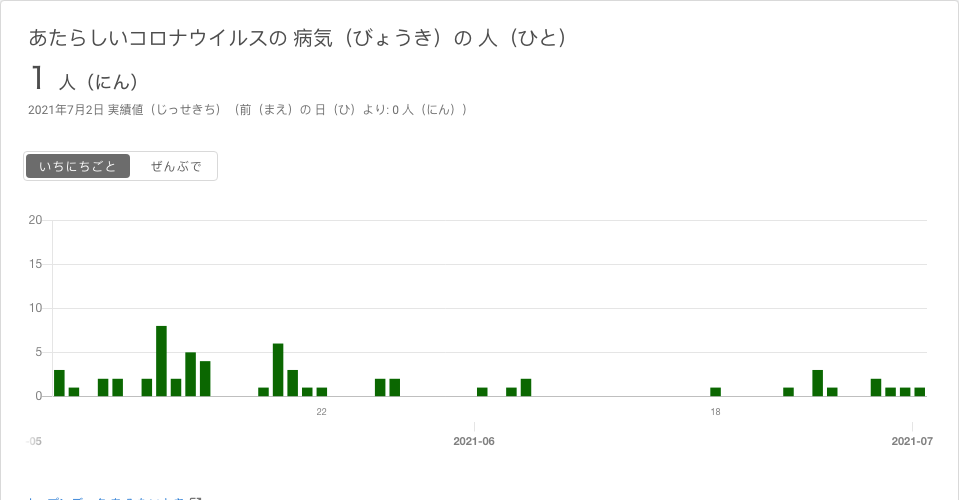 あたらしいコロナウイルスの 病気（びょうき）の 人（ひと）
1 人（にん）
2021年7月2日 実績値（じっせきち）（前（まえ）の 日（ひ）より: 0 人（にん））
いちにちごと ぜんぶで
20
15
10
5
0
22 18
-05 2021-06 2021-07